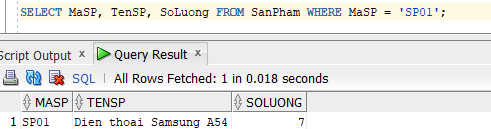 SELECT MaSP, TenSP, SoLuong FROM SanPham WHERE MaSP = 'SP01';
Script Output × Query Result ×
SQL | All Rows Fetched: 1 in 0.018 seconds
MASP TENSP SOLUONG
1 SP01 Dien thoai Samsung A54 7